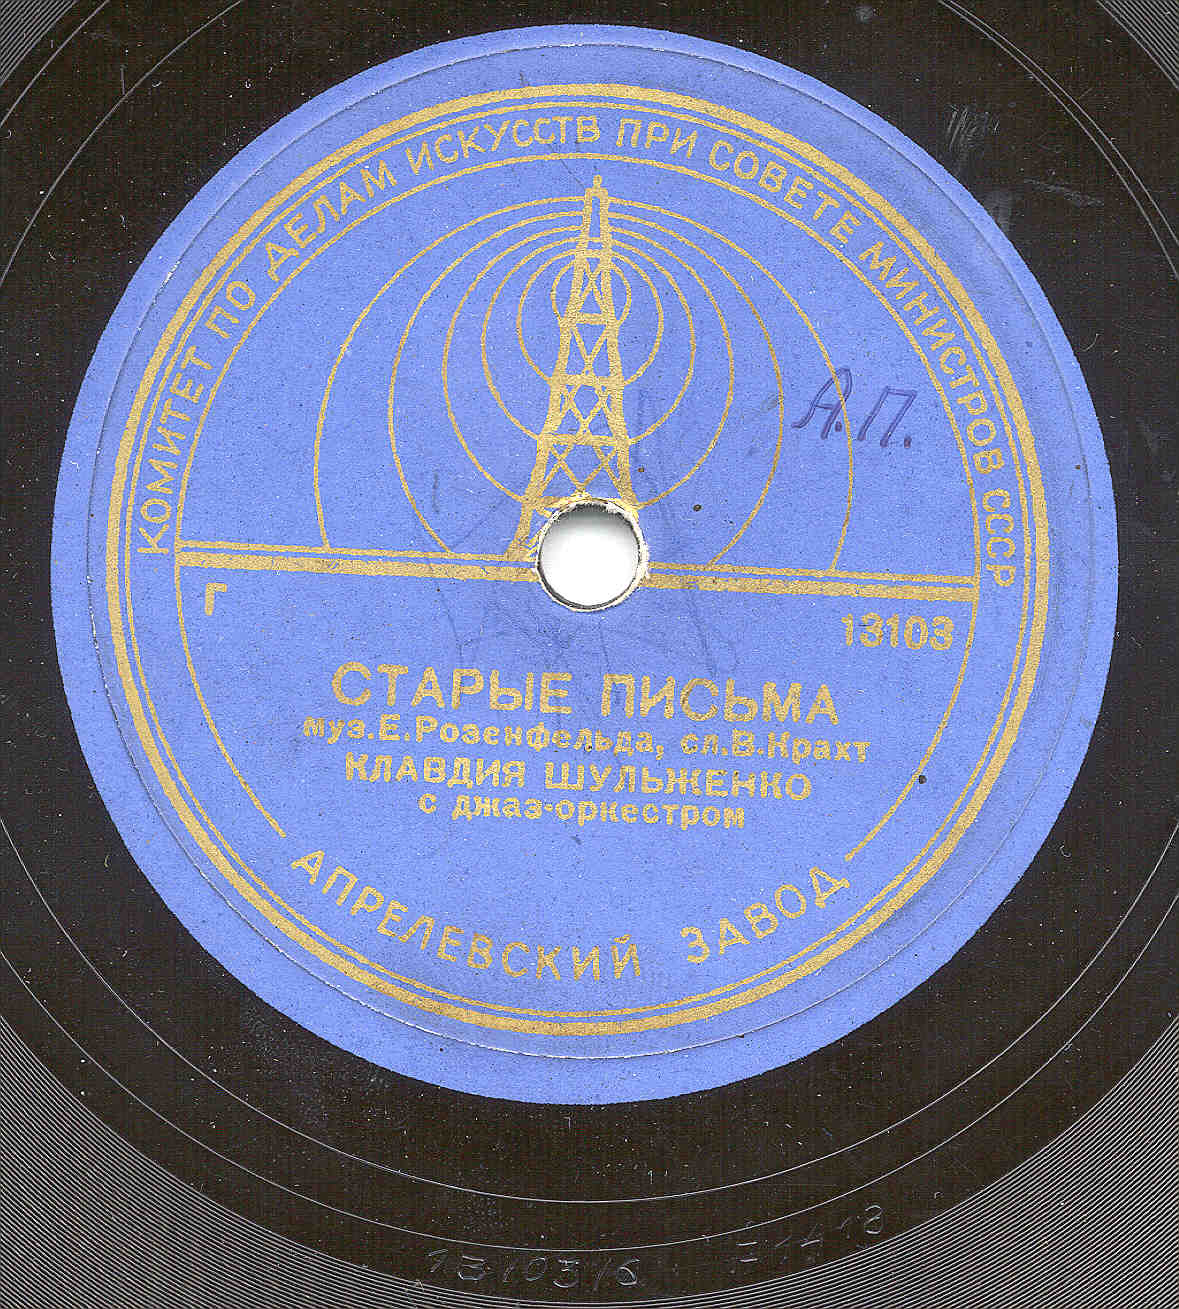 КОМИТЕТ ПО ДЕЛАМ ИСКУССТВ ПРИ СОВЕТЕ МИНИСТРОВ СССР
А.П.
Г
13103
СТАРЫЕ ПИСЬМА
муз.Е.Розенфельда, сл.В.Крахт
КЛАВДИЯ ШУЛЬЖЕНКО
с джаз-оркестром
АПРЕЛЕВСКИЙ ЗАВОД